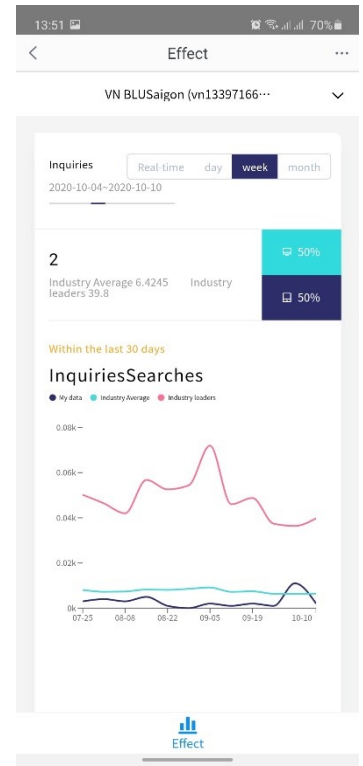 13:51 70%
Effect
VN BLUSaigon (vn13397166···
Inquiries Real-time day week month
2020-10-04~2020-10-10
2
50%
Industry Average 6.4245 Industry
leaders 39.8
50%
Within the last 30 days
InquiriesSearches
My data Industry Average Industry leaders
0.08k
0.06k
0.04k
0.02k
0k
07-25 08-08 08-22 09-05 09-19 10-10
Effect